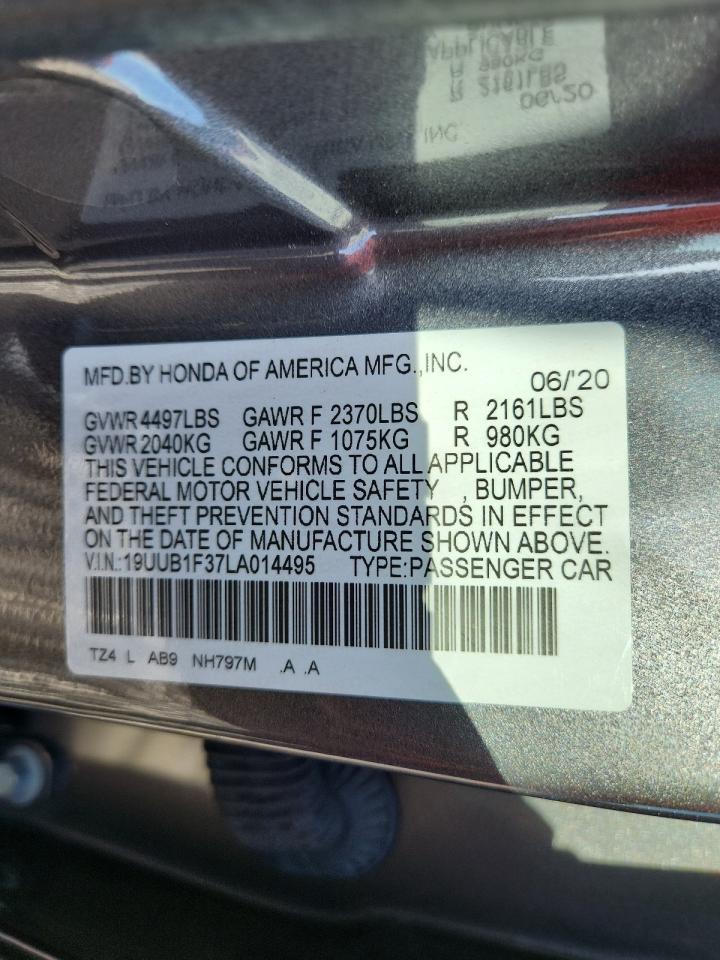 MFD.BY HONDA OF AMERICA MFG.,INC.
06/'20
GVWR 4497LBS GAWR F 2370LBS R 2161LBS
GVWR 2040KG GAWR F 1075KG R 980KG
THIS VEHICLE CONFORMS TO ALL APPLICABLE
FEDERAL MOTOR VEHICLE SAFETY , BUMPER,
AND THEFT PREVENTION STANDARDS IN EFFECT
ON THE DATE OF MANUFACTURE SHOWN ABOVE.
V.I.N.:19UUB1F37LA014495 TYPE:PASSENGER CAR
TZ4 L AB9 NH797M .A .A